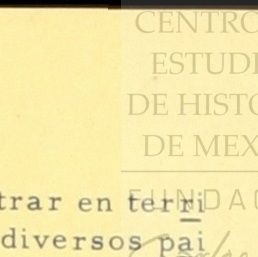 CENTRO
ESTUDI
DE HISTO
DE MEX
FUNDAC
trar en terri
diversos pai